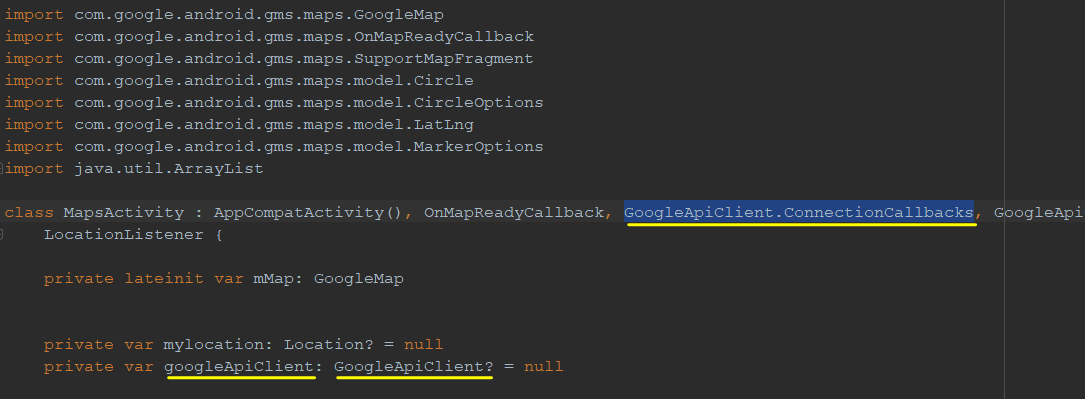 import com.google.android.gms.maps.GoogleMap
import com.google.android.gms.maps.OnMapReadyCallback
import com.google.android.gms.maps.SupportMapFragment
import com.google.android.gms.maps.model.Circle
import com.google.android.gms.maps.model.CircleOptions
import com.google.android.gms.maps.model.LatLng
import com.google.android.gms.maps.model.MarkerOptions
import java.util.ArrayList
class MapsActivity : AppCompatActivity(), OnMapReadyCallback, GoogleApiClient.ConnectionCallbacks, GoogleApi
LocationListener {
private lateinit var mMap: GoogleMap
private var mylocation: Location? = null
private var googleApiClient: GoogleApiClient? = null